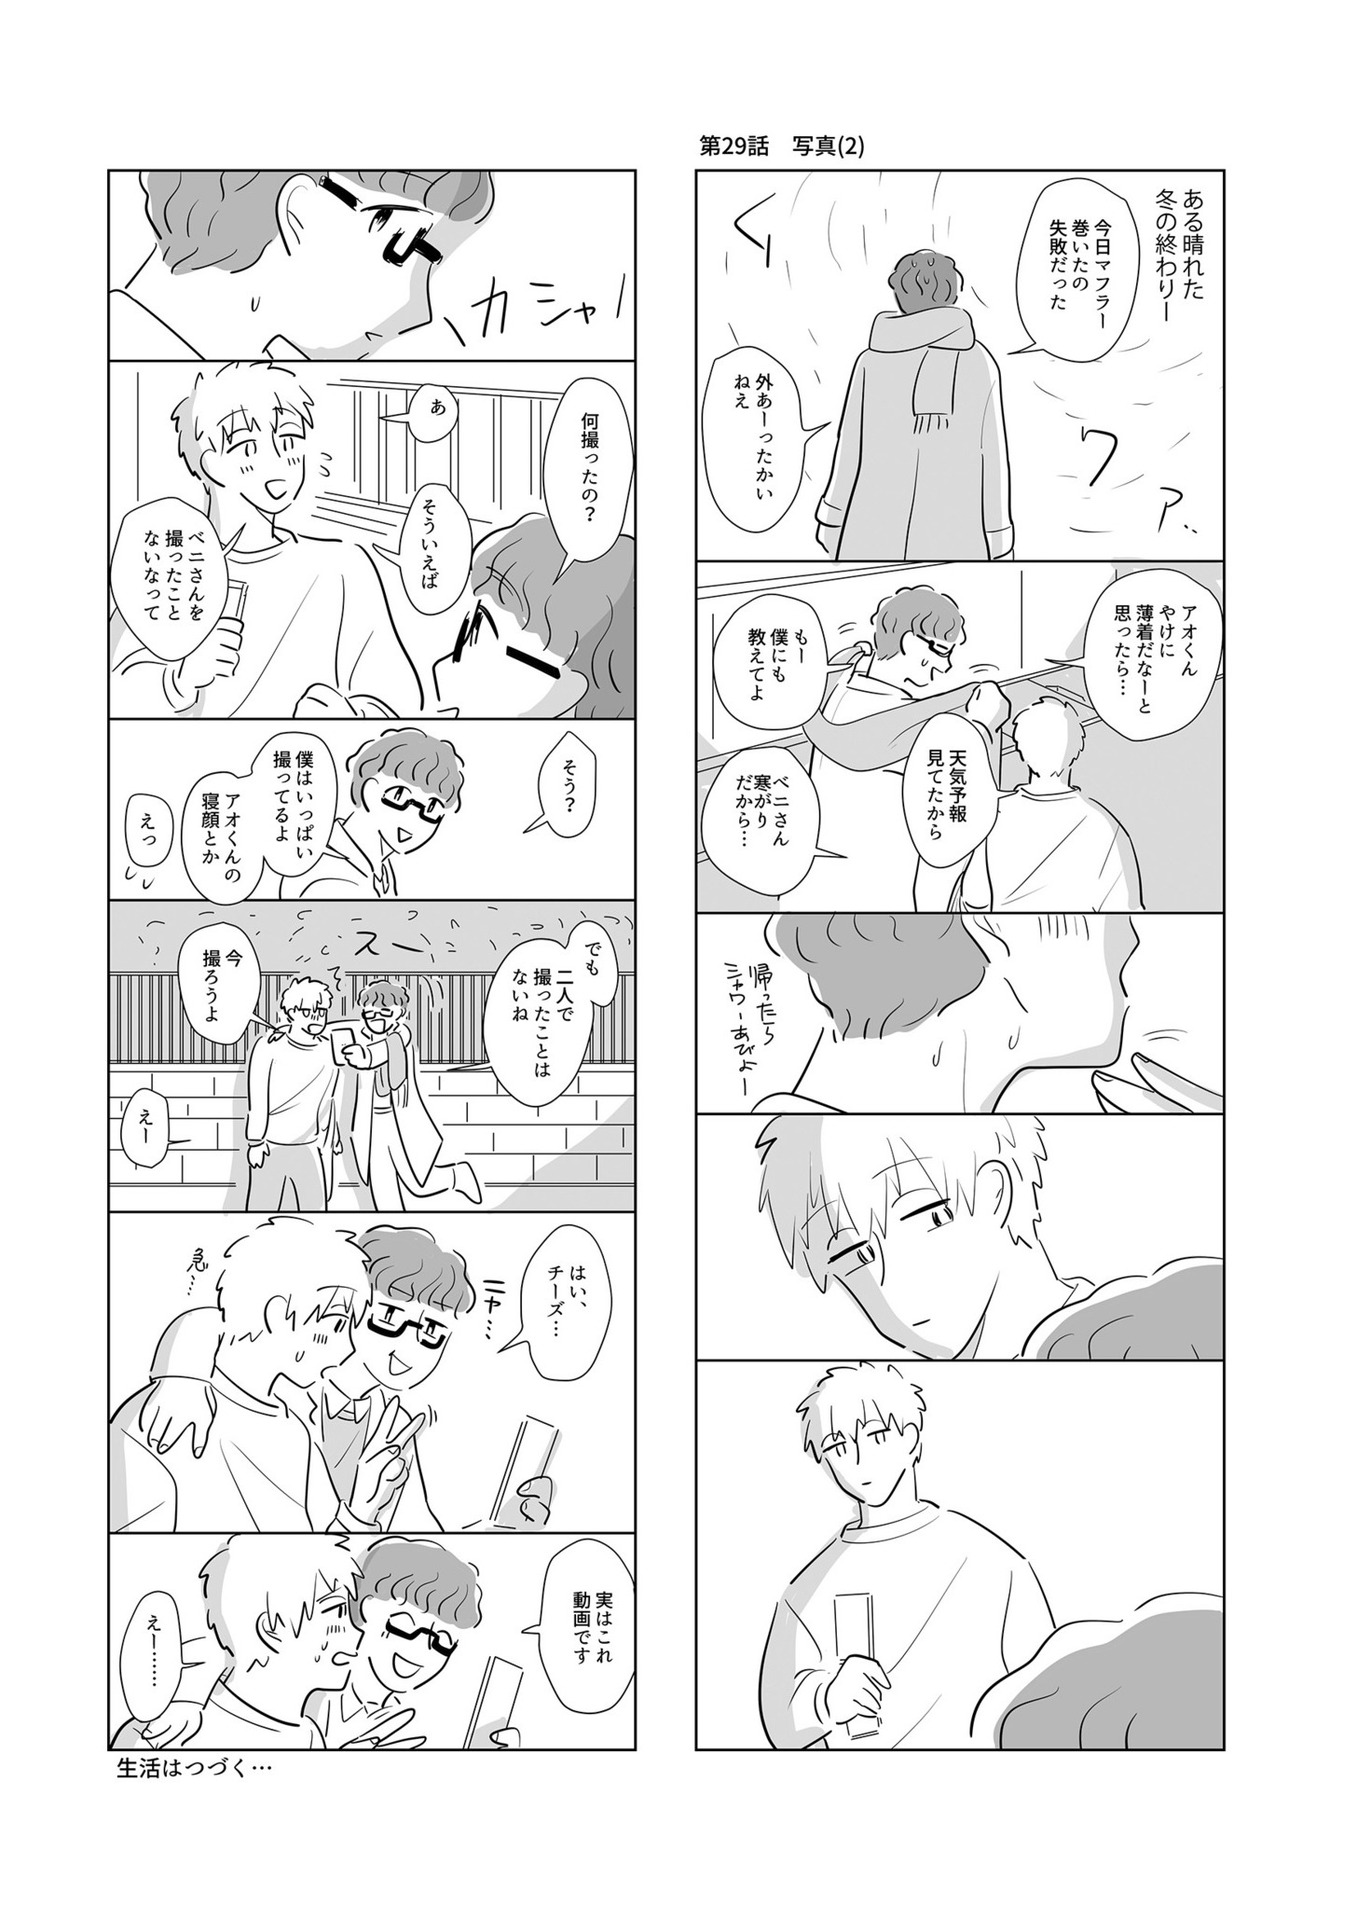 第29話　写真(2)
ある晴れた
冬の終わりー
今日マフラー
巻いたの
失敗だった
外あーったかい
ねえ
アオくん
やけに
薄着だなーと
思ったら…
もー
僕にも
教えてよ
天気予報
見てたから
ベニさん
寒がり
だから…
帰ったら
シャワーあびよー
カシャ
何撮ったの?
あ
そういえば
ベニさんを
撮ったこと
ないなって
そう?
僕はいっぱい
撮ってるよ
アオくんの
寝顔とか
えっ
でも
二人で
撮ったことは
ないね
スー
今
撮ろうよ
えー
はい、
チーズ…
ニャ…
急…
実はこれ
動画です
えー………
生活はつづく…